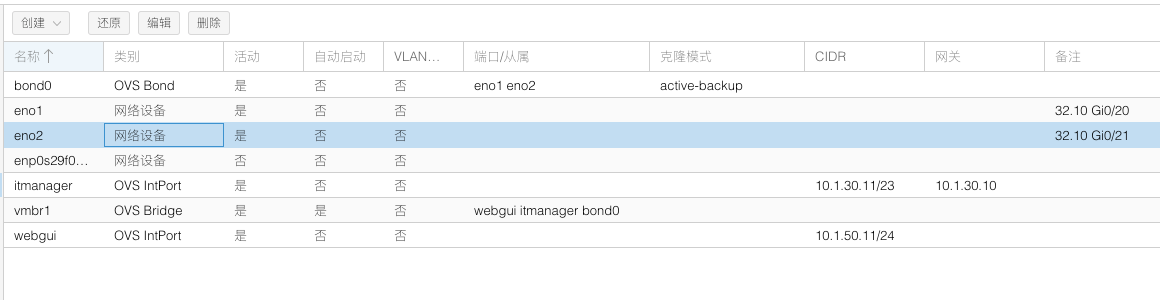 创建 还原 编辑 删除
名称 类别 活动 自动启动 VLAN... 端口/从属 克隆模式 CIDR 网关 备注
bond0 OVS Bond 是 否 否 eno1 eno2 active-backup
eno1 网络设备 是 否 否 32.10 Gi0/20
eno2 网络设备 是 否 否 32.10 Gi0/21
enp0s29f0... 网络设备 否 否 否
itmanager OVS IntPort 是 否 否 10.1.30.11/23 10.1.30.10
vmbr1 OVS Bridge 是 是 否 webgui itmanager bond0
webgui OVS IntPort 是 否 否 10.1.50.11/24